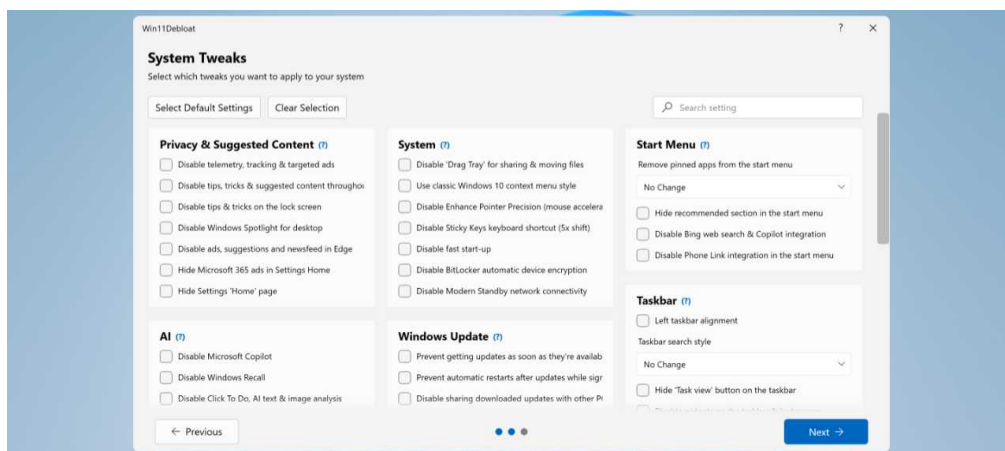 Win11Debloat
? ×
System Tweaks
Select which tweaks you want to apply to your system
Select Default Settings
Clear Selection
Search setting
Privacy & Suggested Content (?)
Disable telemetry, tracking & targeted ads
Disable tips, tricks & suggested content throughou
Disable tips & tricks on the lock screen
Disable Windows Spotlight for desktop
Disable ads, suggestions and newsfeed in Edge
Hide Microsoft 365 ads in Settings Home
Hide Settings 'Home' page
AI (?)
Disable Microsoft Copilot
Disable Windows Recall
Disable Click To Do, AI text & image analysis
System (?)
Disable 'Drag Tray' for sharing & moving files
Use classic Windows 10 context menu style
Disable Enhance Pointer Precision (mouse accelera
Disable Sticky Keys keyboard shortcut (5x shift)
Disable fast start-up
Disable BitLocker automatic device encryption
Disable Modern Standby network connectivity
Windows Update (?)
Prevent getting updates as soon as they're availab
Prevent automatic restarts after updates while sigr
Disable sharing downloaded updates with other P
Start Menu (?)
Remove pinned apps from the start menu
No Change
Hide recommended section in the start menu
Disable Bing web search & Copilot integration
Disable Phone Link integration in the start menu
Taskbar (?)
Left taskbar alignment
Taskbar search style
No Change
Hide 'Task view' button on the taskbar
← Previous
Next →